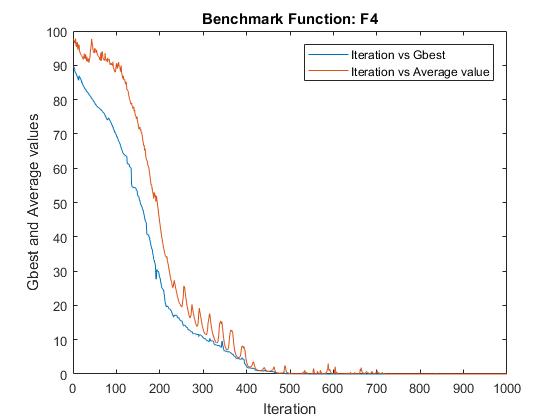 Benchmark Function: F4
Iteration vs Gbest
Iteration vs Average value
Gbest and Average values
100
90
80
70
60
50
40
30
20
10
0
0 100 200 300 400 500 600 700 800 900 1000
Iteration